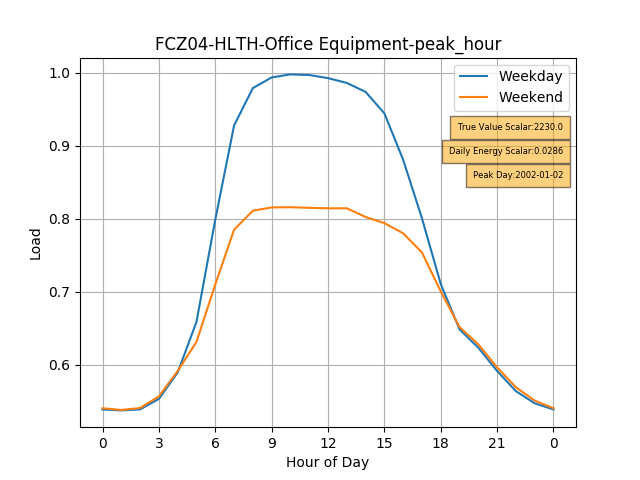 FCZ04-HLTH-Office Equipment-peak_hour
Weekday
Weekend
True Value Scalar:2230.0
Daily Energy Scalar:0.0286
Peak Day:2002-01-02
1.0
0.9
0.8
0.7
0.6
Load
0 3 6 9 12 15 18 21 0
Hour of Day